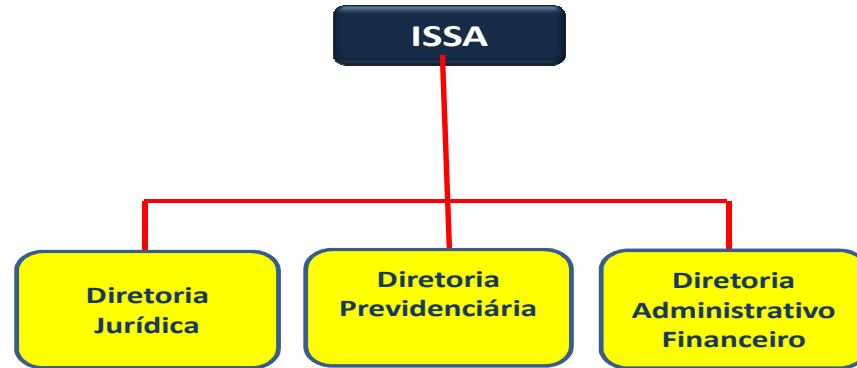 ISSA
Diretoria
Jurídica
Diretoria
Previdenciária
Diretoria
Administrativo
Financeiro